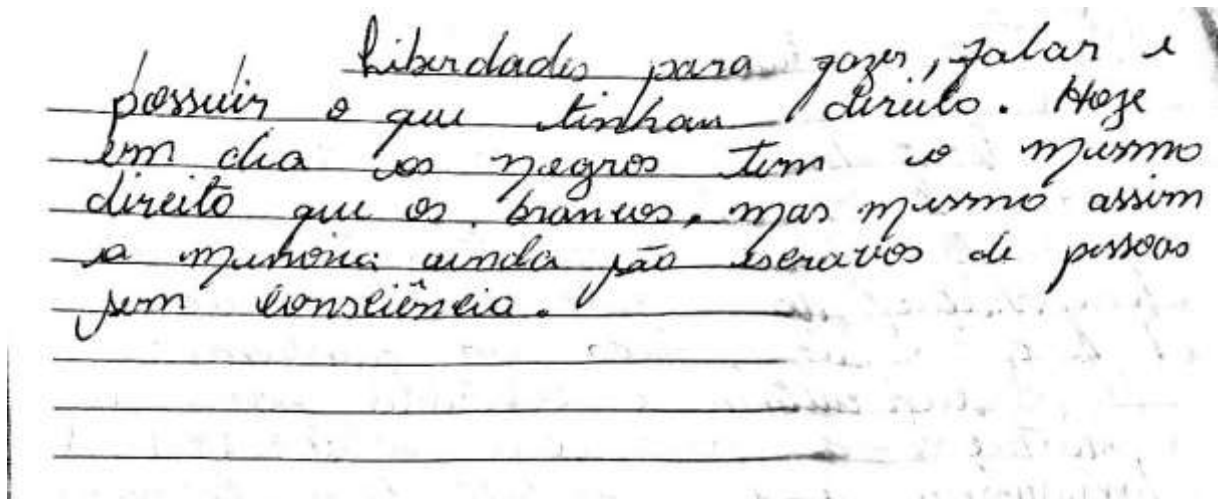 Liberdades para fazer, falar e
possuir o que tinham direito. Hoje
em dia os negros tem o mesmo
direito que os brancos, mas mesmo assim
a menoria ainda são escravos de pessoas
sem consciência.